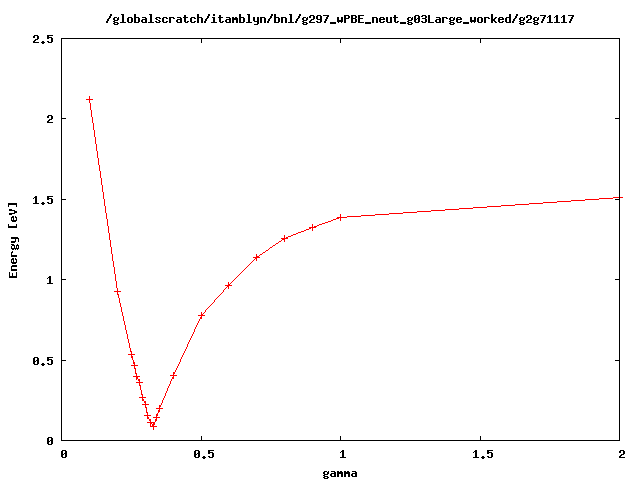 /globalscratch/itamblyn/bnl/g297_wPBE_neut_g03Large_worked/g2g71117
2.5
2
1.5
1
0.5
0
Energy [eV]
0 0.5 1 1.5 2
gamma